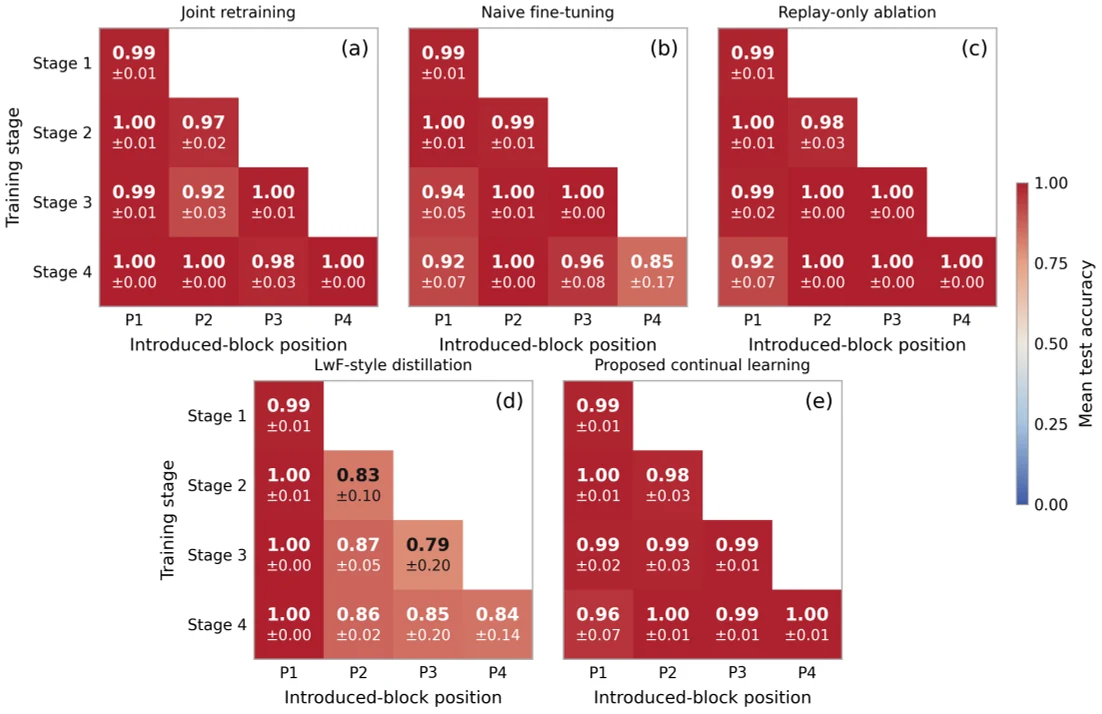 Joint retraining
(a)
Training stage
Stage 1
0.99
±0.01
Stage 2
1.00 0.97
±0.01 ±0.02
Stage 3
0.99 0.92 1.00
±0.01 ±0.03 ±0.01
Stage 4
1.00 1.00 0.98 1.00
±0.00 ±0.00 ±0.03 ±0.00
P1 P2 P3 P4
Introduced-block position
Naive fine-tuning
(b)
0.99
±0.01
1.00 0.99
±0.01 ±0.01
0.94 1.00 1.00
±0.05 ±0.01 ±0.00
0.92 1.00 0.96 0.85
±0.07 ±0.00 ±0.08 ±0.17
P1 P2 P3 P4
Introduced-block position
Replay-only ablation
(c)
0.99
±0.01
1.00 0.98
±0.01 ±0.03
0.99 1.00 1.00
±0.02 ±0.00 ±0.00
0.92 1.00 1.00 1.00
±0.07 ±0.00 ±0.00 ±0.00
P1 P2 P3 P4
Introduced-block position
LwF-style distillation
(d)
Training stage
Stage 1
0.99
±0.01
Stage 2
1.00 0.83
±0.01 ±0.10
Stage 3
1.00 0.87 0.79
±0.00 ±0.05 ±0.20
Stage 4
1.00 0.86 0.85 0.84
±0.00 ±0.02 ±0.20 ±0.14
P1 P2 P3 P4
Introduced-block position
Proposed continual learning
(e)
0.99
±0.01
1.00 0.98
±0.01 ±0.03
0.99 0.99 0.99
±0.02 ±0.03 ±0.01
0.96 1.00 0.99 1.00
±0.07 ±0.01 ±0.01 ±0.01
P1 P2 P3 P4
Introduced-block position
1.00
0.75
0.50
0.25
0.00
Mean test accuracy